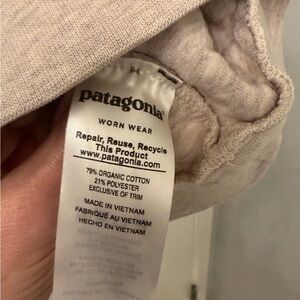 patagonia®
WORN WEAR
Repair, Reuse, Recycle
This Product
www.patagonia.com
79% ORGANIC COTTON
21% POLYESTER
EXCLUSIVE OF TRIM
MADE IN VIETNAM
FABRIQUÉ AU VIETNAM
HECHO EN VIETNAM